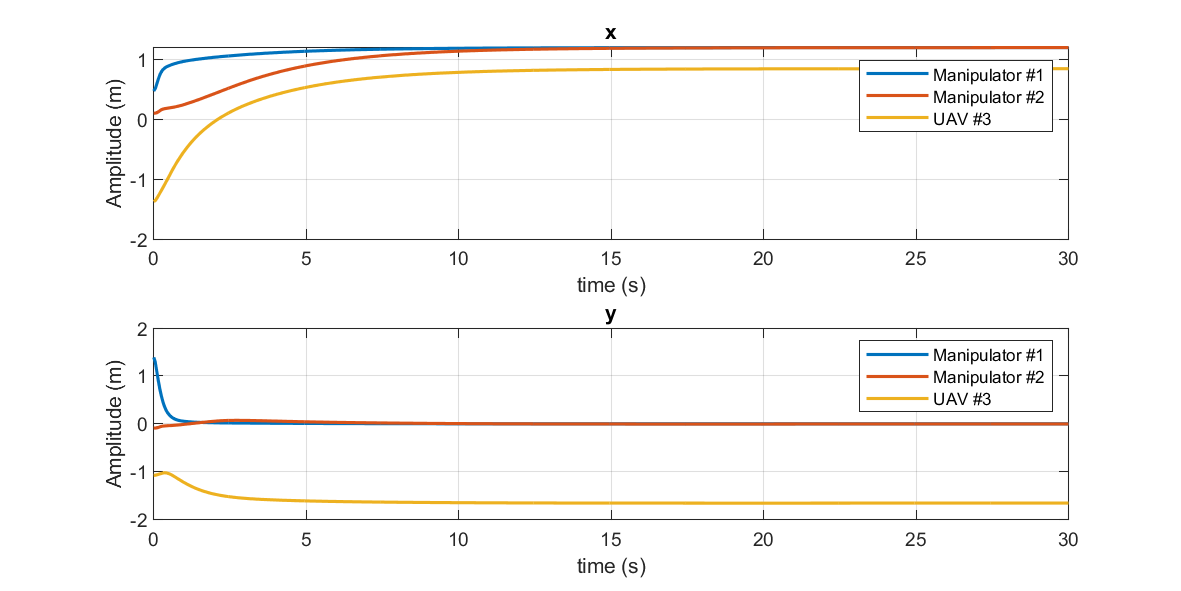 x
Amplitude (m)
1
0
-1
-2
Manipulator #1
Manipulator #2
UAV #3
0 5 10 15 20 25 30
time (s)
y
Amplitude (m)
2
1
0
-1
-2
Manipulator #1
Manipulator #2
UAV #3
0 5 10 15 20 25 30
time (s)